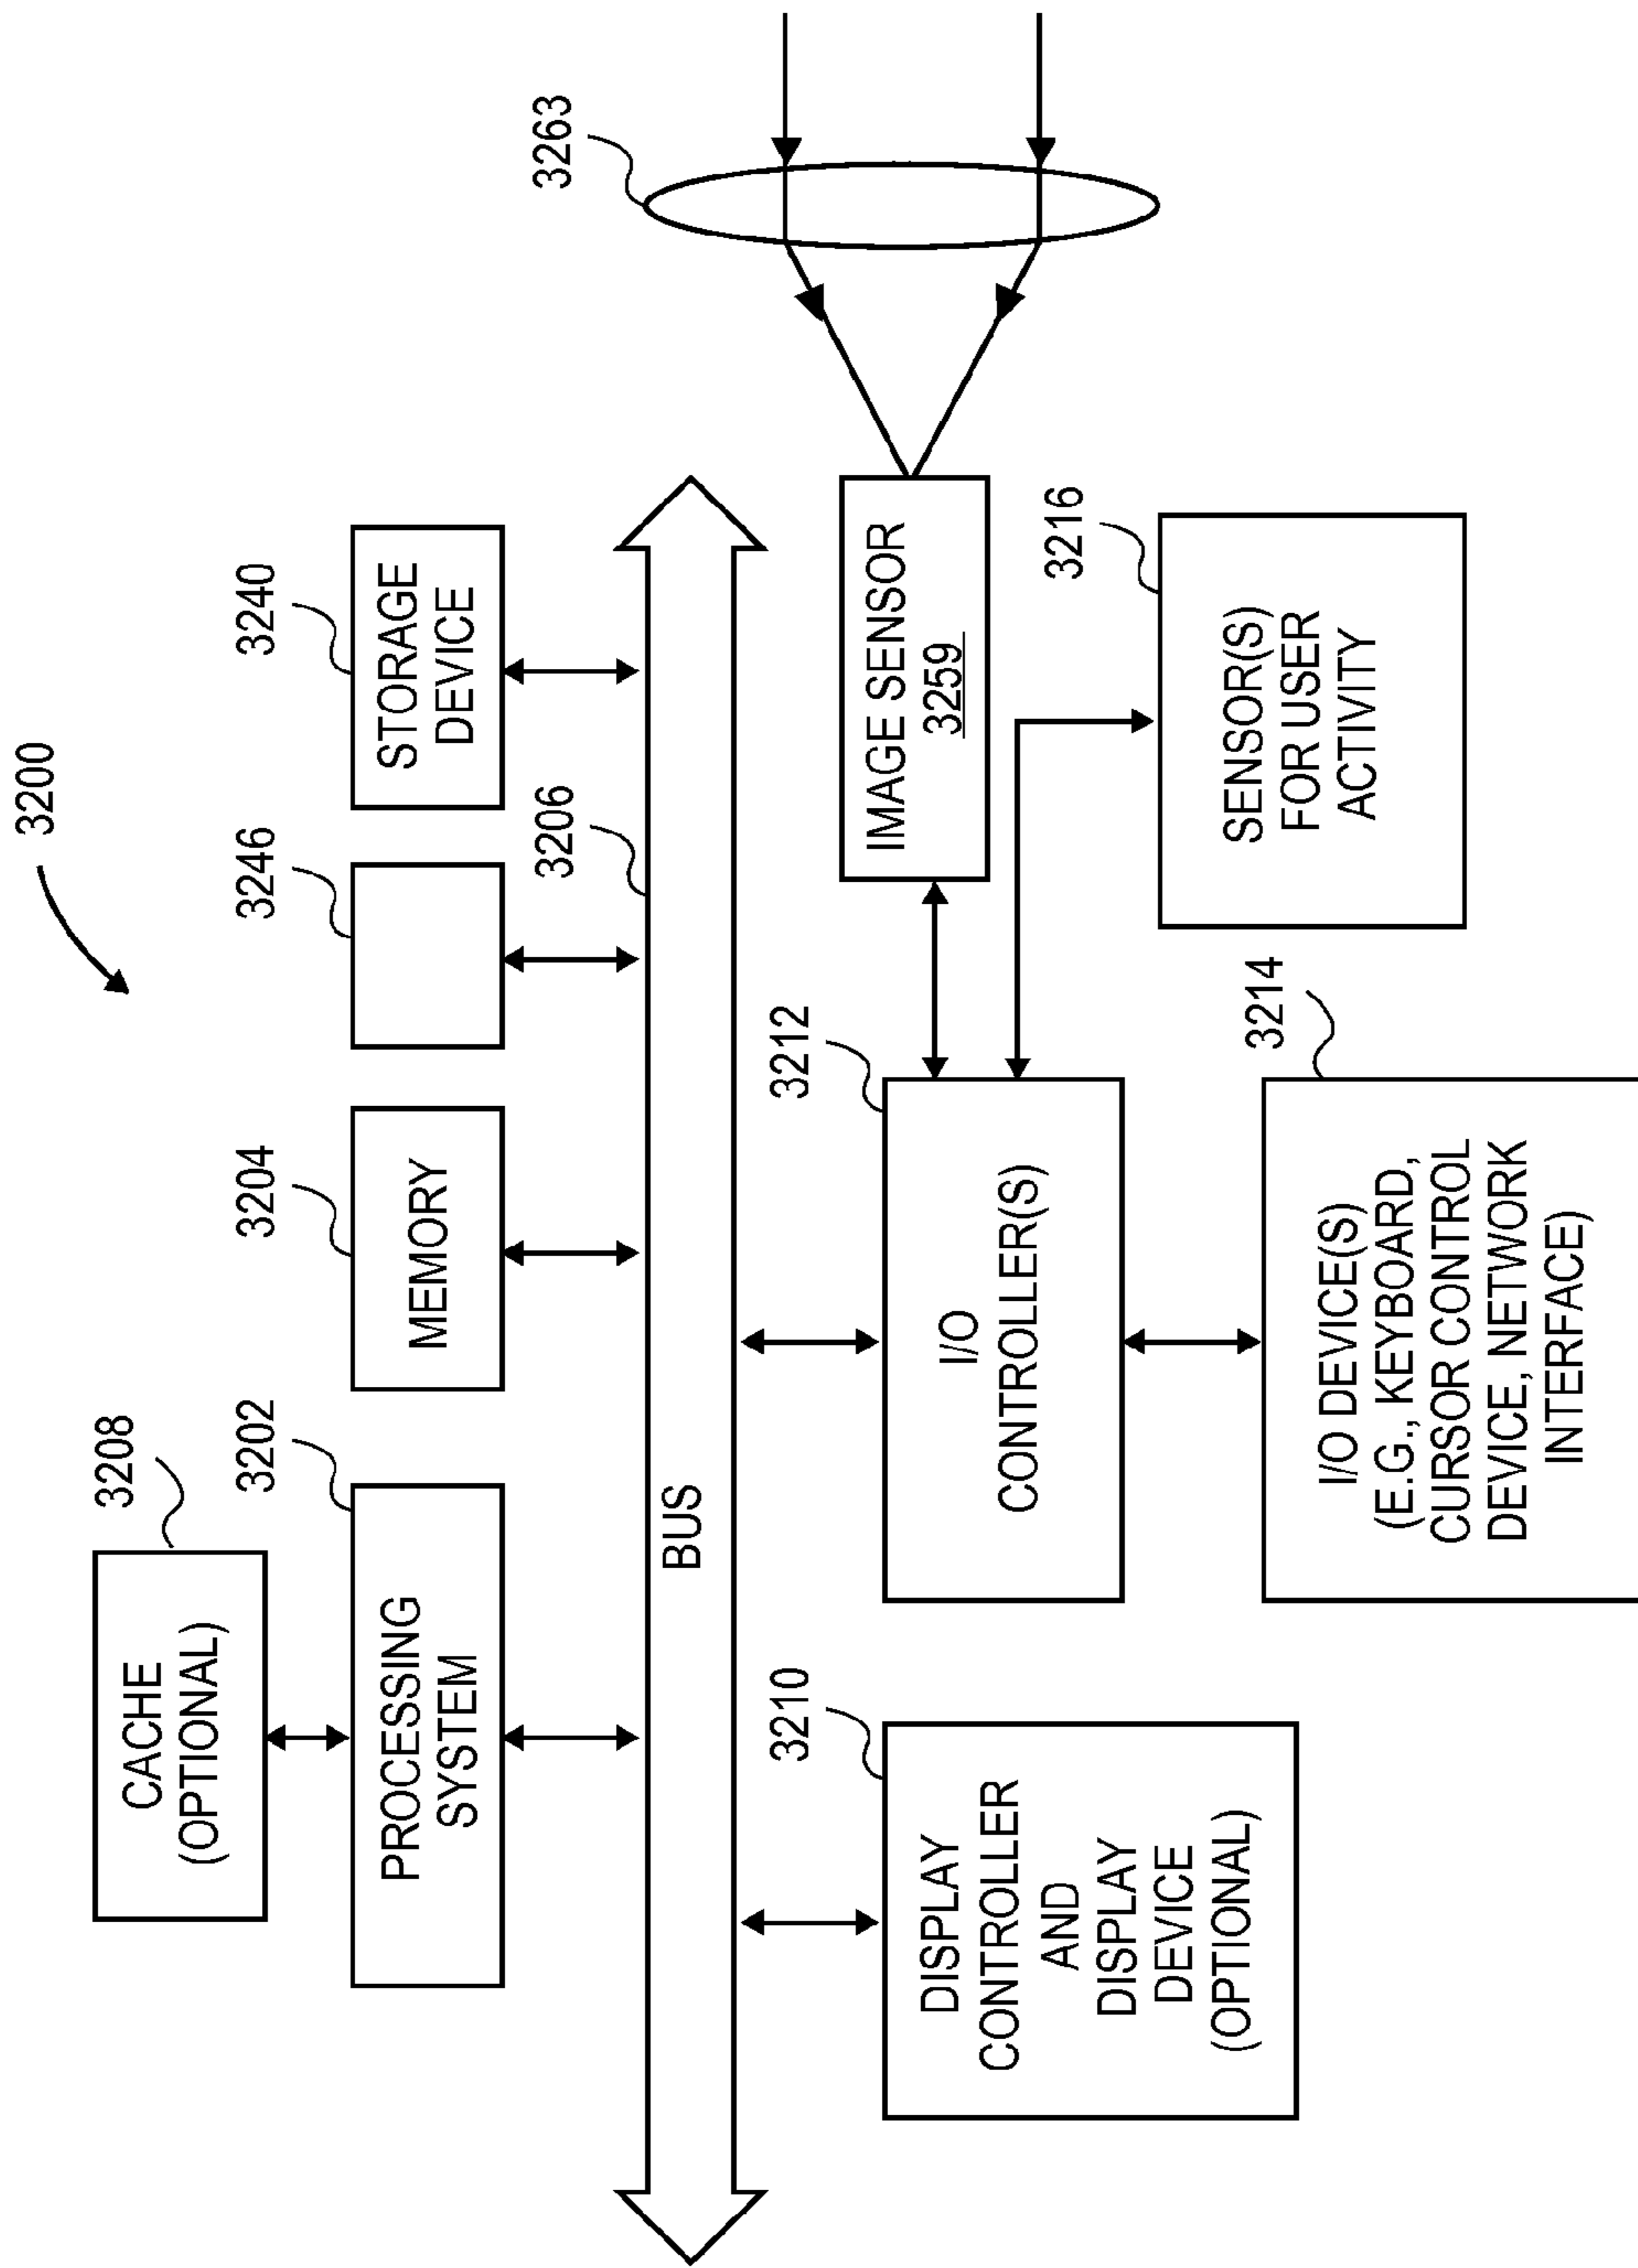 3200
3208
CACHE
(OPTIONAL)
3202
PROCESSING
SYSTEM
3204
MEMORY
3246
3240
STORAGE
DEVICE
3206
BUS
3263
3210
DISPLAY
CONTROLLER
AND
DISPLAY
DEVICE
(OPTIONAL)
3212
I/O
CONTROLLER(S)
IMAGE SENSOR
3259
3216
SENSOR(S)
FOR USER
ACTIVITY
3214
I/O DEVICE(S)
(E.G., KEYBOARD,
CURSOR CONTROL
DEVICE, NETWORK
INTERFACE)